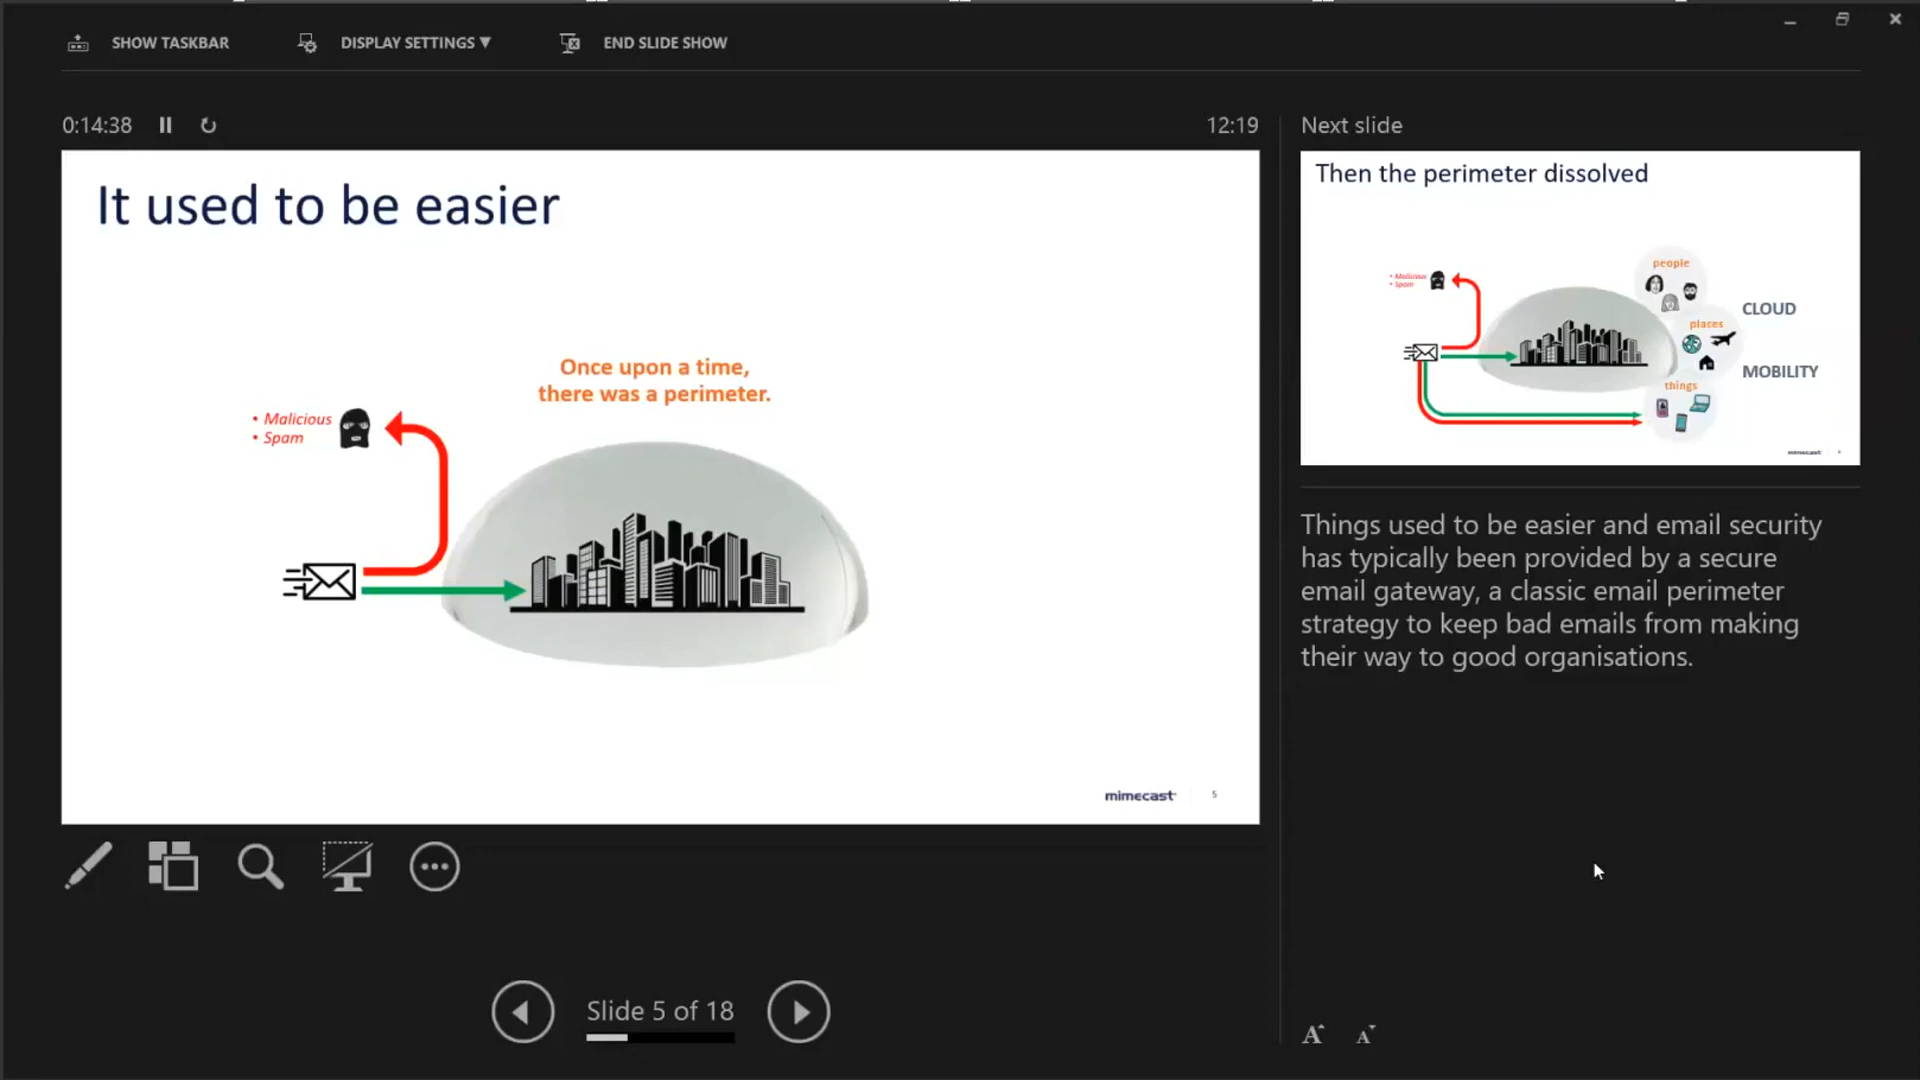 SHOW TASKBAR
DISPLAY SETTINGS ▼
END SLIDE SHOW
0:14:38
12:19
It used to be easier
Once upon a time,
there was a perimeter.
• Malicious
• Spam
mimecast
5
Slide 5 of 18
Next slide
Then the perimeter dissolved
people
• Malicious
• Spam
CLOUD
places
MOBILITY
things
mimecast
Things used to be easier and email security
has typically been provided by a secure
email gateway, a classic email perimeter
strategy to keep bad emails from making
their way to good organisations.
A
A